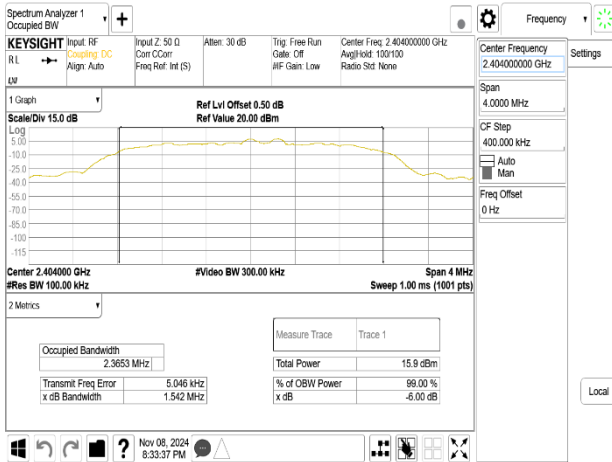 Spectrum Analyzer 1
Occupied BW
+
Frequency
KEYSIGHT
RL
Input: RF
Coupling: DC
Align: Auto
Input Z: 50 Ω
Corr CCorr
Freq Ref: Int (S)
Atten: 30 dB
Trig: Free Run
Gate: Off
#IF Gain: Low
Center Freq: 2.404000000 GHz
Avg|Hold: 100/100
Radio Std: None
Center Frequency
2.404000000 GHz
Settings
Span
4.0000 MHz
CF Step
400.000 kHz
Auto
Man
Freq Offset
0 Hz
Local
1 Graph
Scale/Div 15.0 dB
Ref Lvl Offset 0.50 dB
Ref Value 20.00 dBm
Log
5.00
-10.0
-25.0
-40.0
-55.0
-70.0
-85.0
-100
-115
Center 2.404000 GHz
#Video BW 300.00 kHz
Span 4 MHz
#Res BW 100.00 kHz
Sweep 1.00 ms (1001 pts)
2 Metrics
Measure Trace
Trace 1
Occupied Bandwidth
2.3653 MHz
Total Power
15.9 dBm
Transmit Freq Error
5.046 kHz
% of OBW Power
99.00 %
x dB Bandwidth
1.542 MHz
x dB
-6.00 dB
?
Nov 08, 2024
8:33:37 PM